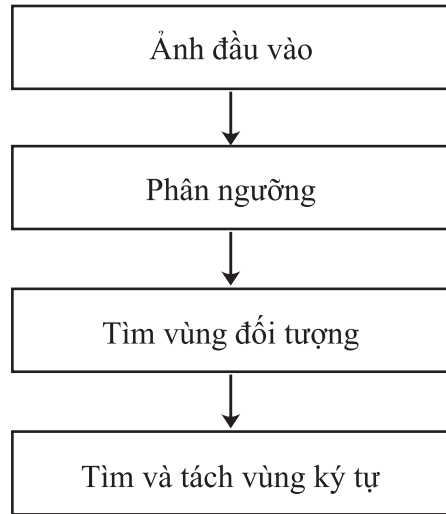 Ảnh đầu vào
Phân ngưỡng
Tìm vùng đối tượng
Tìm và tách vùng ký tự